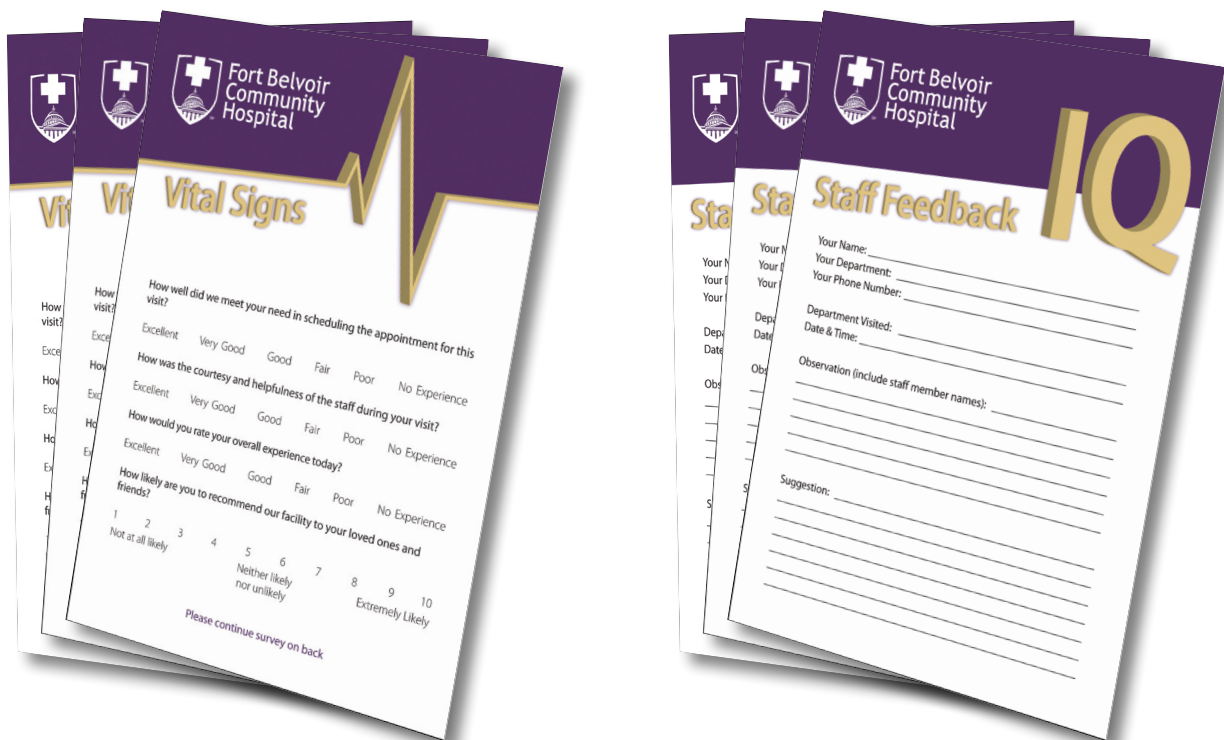 Fort Belvoir
Community
Hospital
Vital Signs
How well did we meet your need in scheduling the appointment for this
visit?
Excellent Very Good Good Fair Poor No Experience
How was the courtesy and helpfulness of the staff during your visit?
Excellent Very Good Good Fair Poor No Experience
How would you rate your overall experience today?
Excellent Very Good Good Fair Poor No Experience
How likely are you to recommend our facility to your loved ones and
friends?
1 2 3 4 5 6 7 8 9 10
Not at all likely Neither likely Extremely Likely
nor unlikely
Please continue survey on back
Fort Belvoir
Community
Hospital
IQ
Staff Feedback
Your Name:
Your Department:
Your Phone Number:
Department Visited:
Date & Time:
Observation (include staff member names):
Suggestion: